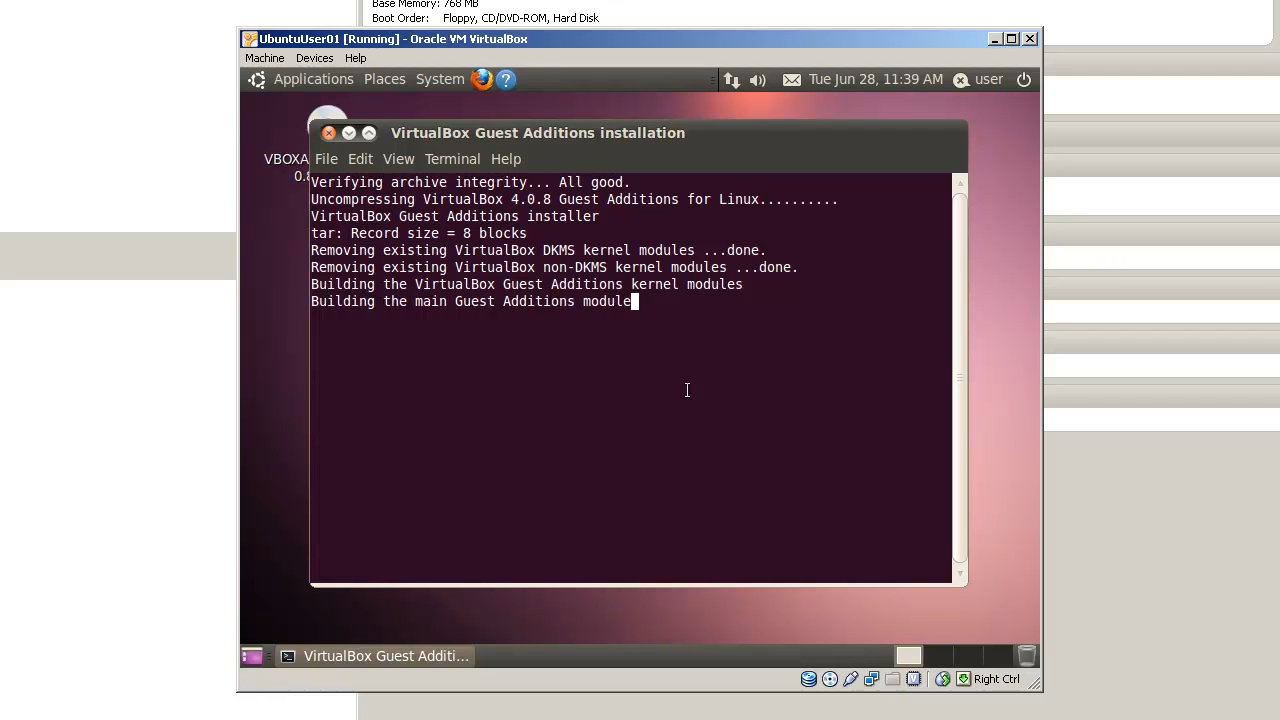 Base Memory: 768 MB
Boot Order: Floppy, CD/DVD-ROM, Hard Disk
UbuntuUser01 [Running] - Oracle VM VirtualBox
Machine Devices Help
Applications Places System ? Tue Jun 28, 11:39 AM user
VirtualBox Guest Additions installation
VBOXA
0.8
File Edit View Terminal Help
Verifying archive integrity... All good.
Uncompressing VirtualBox 4.0.8 Guest Additions for Linux..........
VirtualBox Guest Additions installer
tar: Record size = 8 blocks
Removing existing VirtualBox DKMS kernel modules ...done.
Removing existing VirtualBox non-DKMS kernel modules ...done.
Building the VirtualBox Guest Additions kernel modules
Building the main Guest Additions module
VirtualBox Guest Additi...
Right Ctrl